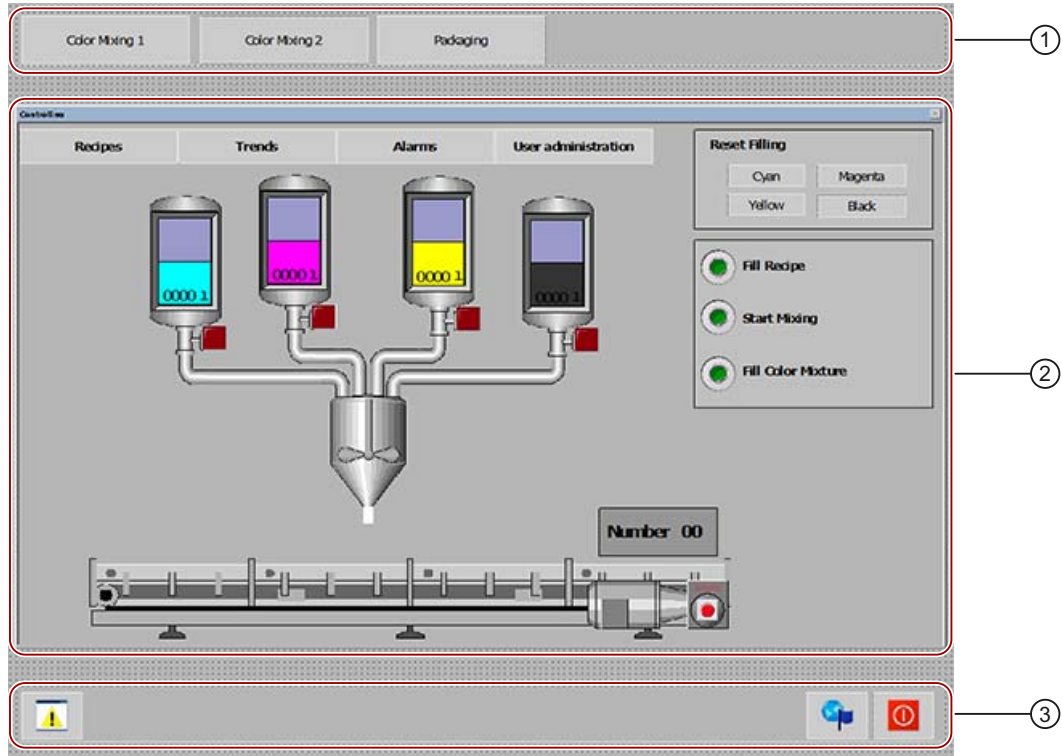 Color Mixing 1
Color Mixing 2
Packaging
1
Recipes
Trends
Alarms
User administration
Reset Filling
Cyan
Magenta
Yellow
Black
0000 1
0000 1
0000 1
0000 1
Fill Recipe
Start Mixing
Fill Color Mixture
2
Number 00
3